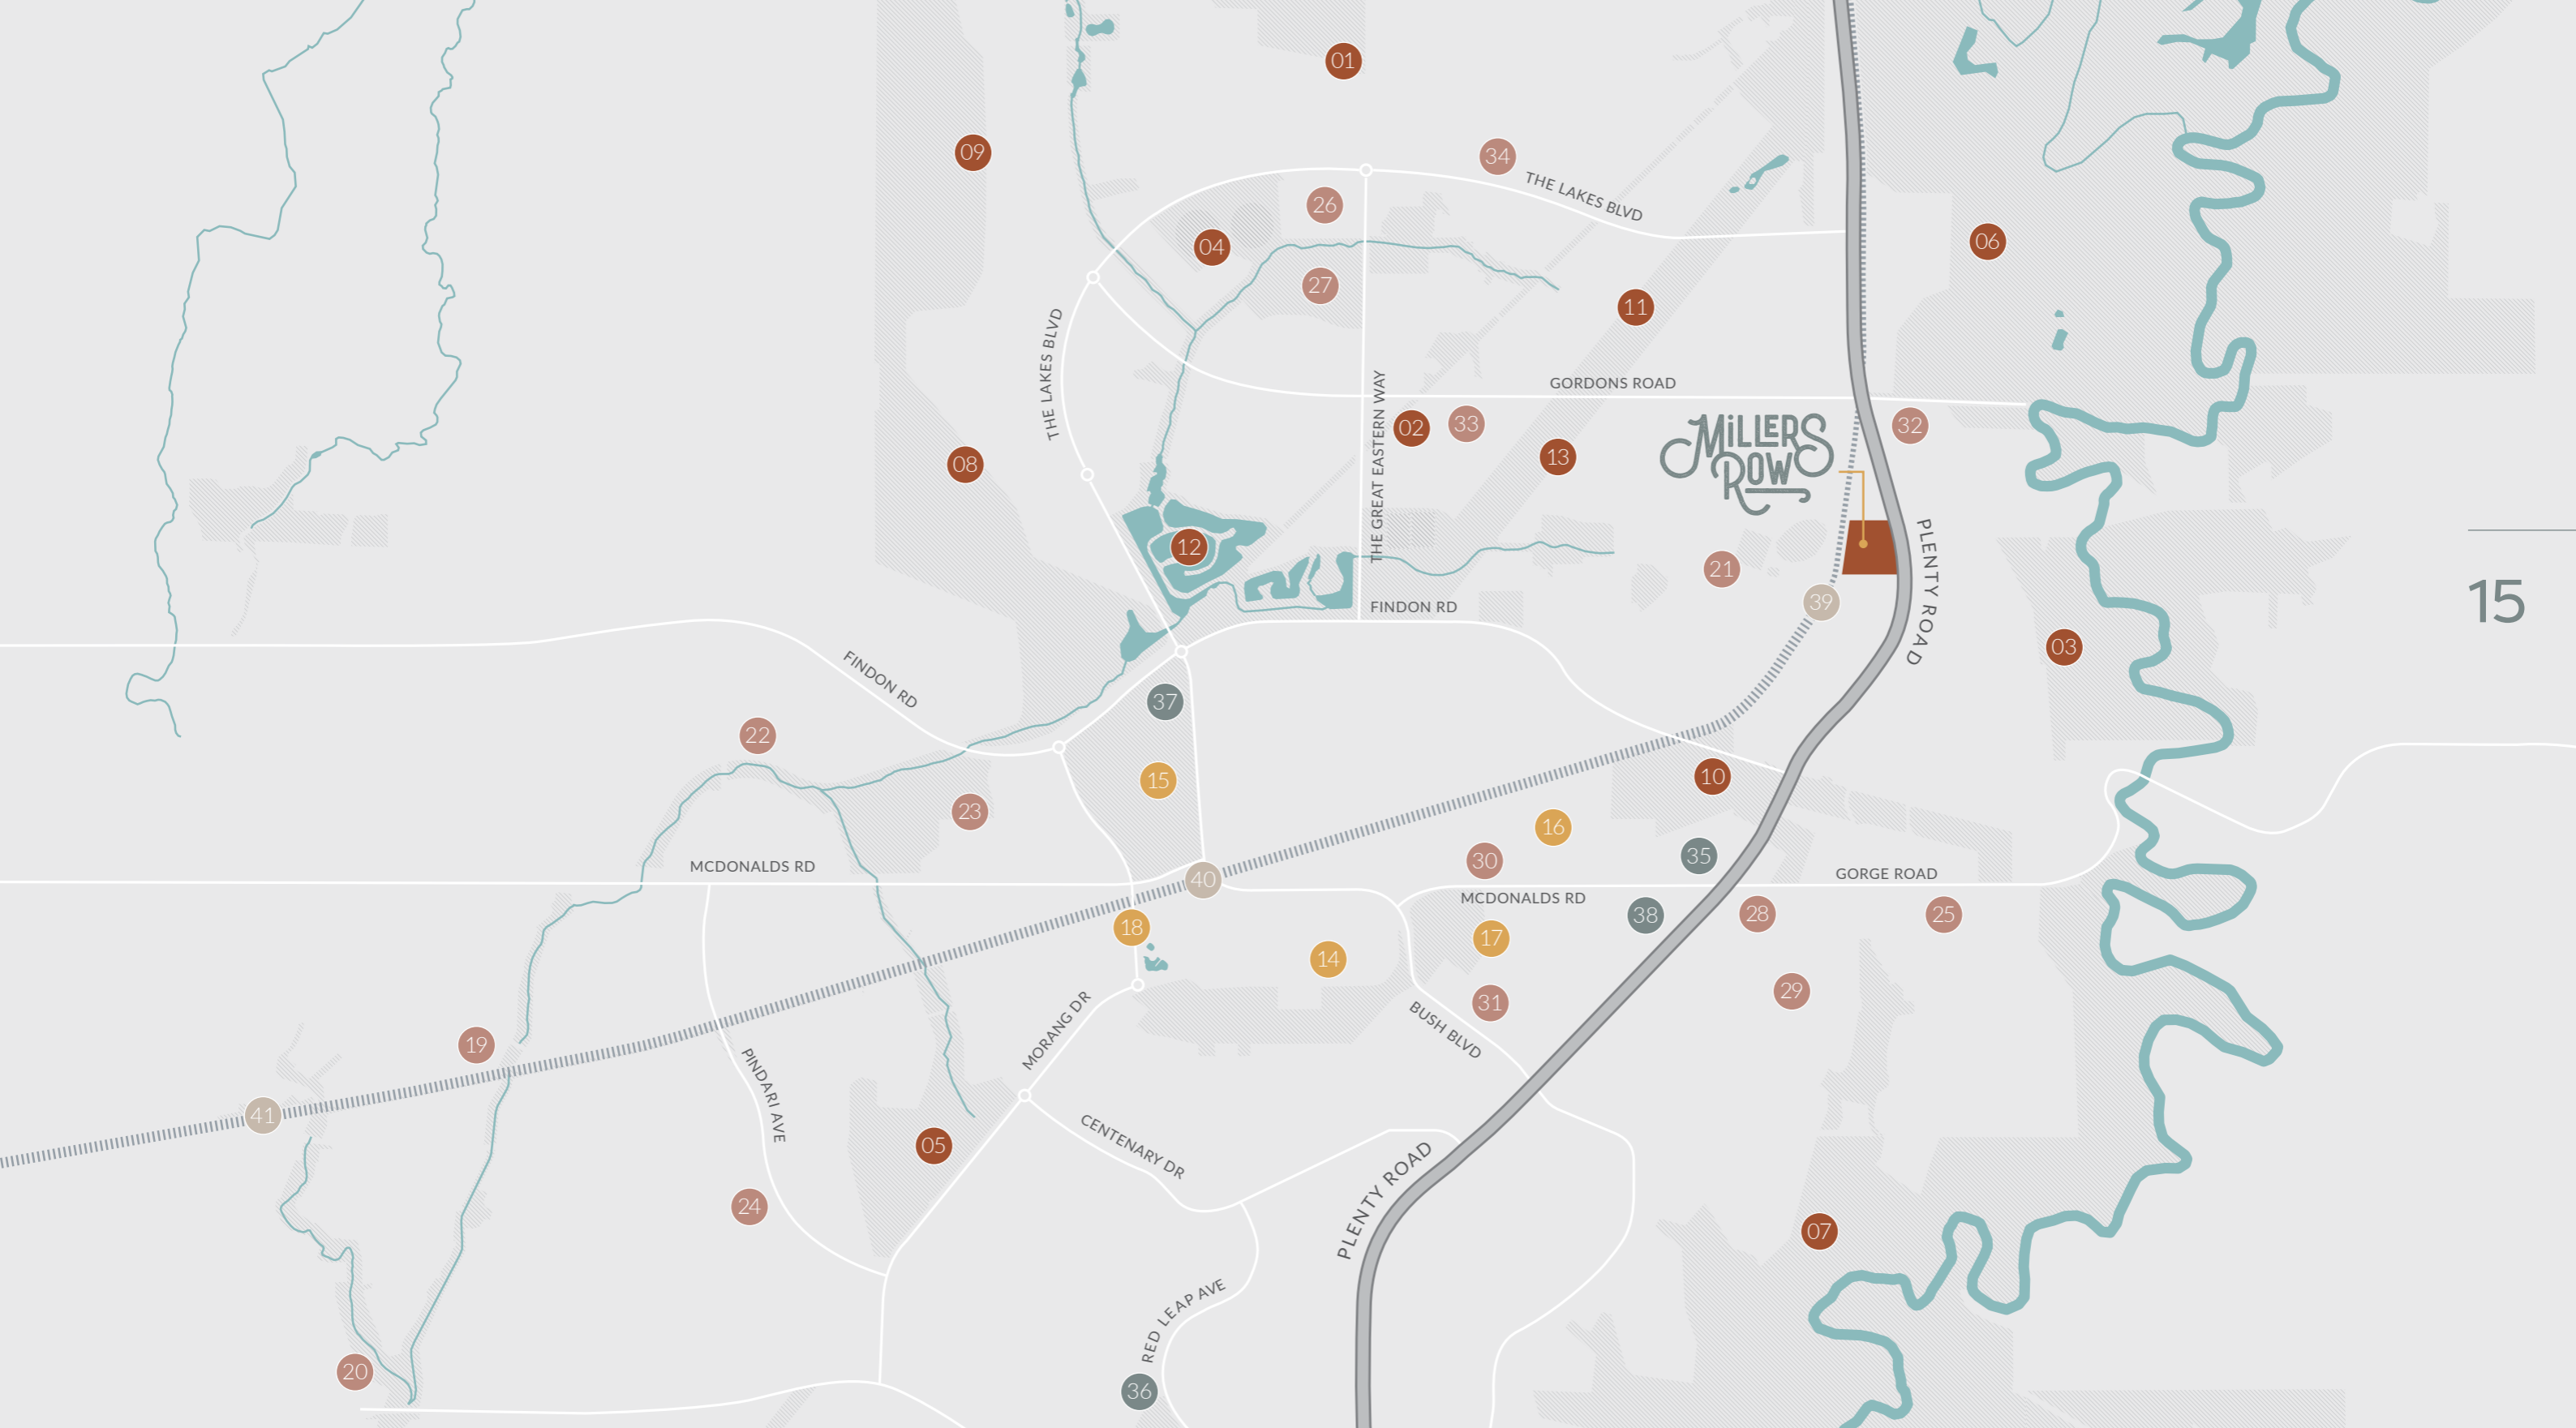 01
09
34
THE LAKES BLVD
26
04
06
27
11
THE LAKES BLVD
GORDONS ROAD
THE GREAT EASTERN WAY
02
33
32
MiLLERS
ROW
13
08
12
PLENTY ROAD
21
39
15
FINDON RD
03
FINDON RD
37
22
15
10
23
16
35
30
MCDONALDS RD
40
GORGE ROAD
MCDONALDS RD
18
38
28
25
17
14
29
31
BUSH BLVD
MORANG DR
19
PINDARI AVE
41
05
CENTENARY DR
PLENTY ROAD
24
07
RED LEAP AVE
20
36